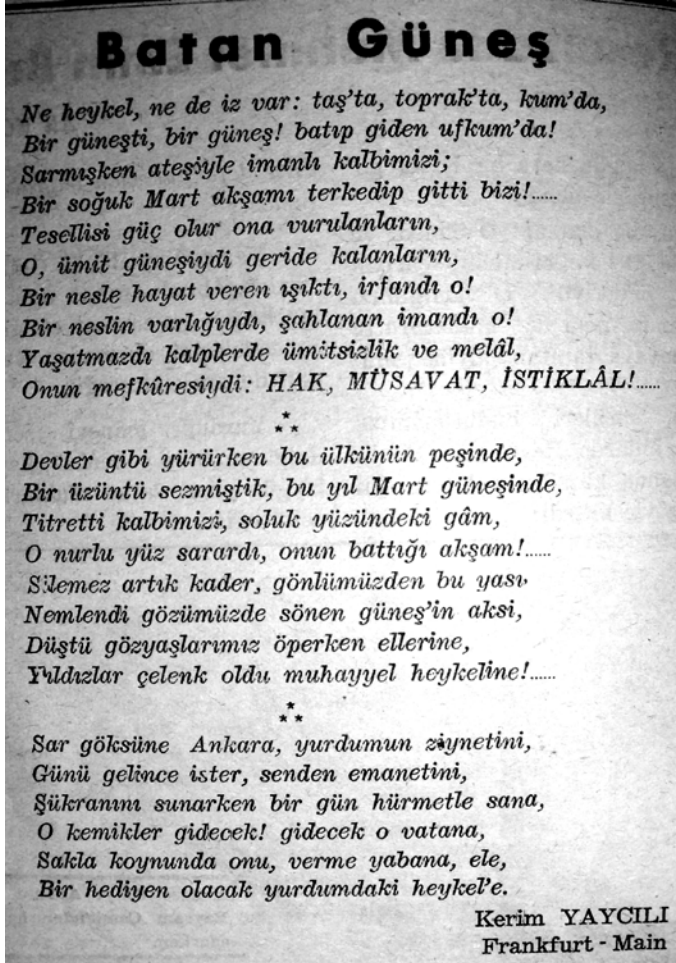 Batan Güneş
Ne heykel, ne de iz var: taş’ta, toprak’ta, kum’da,
Bir güneşti, bir güneş! batıp giden ufkum’da!
Sarmışken ateşiyle imanlı kalbimizi;
Bir soğuk Mart akşamı terkedip gitti bizi!......
Tesellisi güç olur ona vurulanların,
O, ümit güneşiydi geride kalanların,
Bir nesle hayat veren ışıktı, irfandı o!
Bir neslin varlığıydı, şahlanan imandı o!
Yaşatmazdı kalplerde ümitsizlik ve melâl,
Onun mefkûresiydi: HAK, MÜSAVAT, İSTİKLÂL!......
* * *
Devler gibi yürürken bu ülkünün peşinde,
Bir üzüntü sezmiştik, bu yıl Mart güneşinde,
Titretti kalbimizi, soluk yüzündeki gâm,
O nurlu yüz sarardı, onun battığı akşam!......
Silemez artık kader, gönlümüzden bu yası
Nemlendi gözümüzde sönen güneş’in aksi,
Düştü gözyaşlarımız öperken ellerine,
Yıldızlar çelenk oldu muhayyel heykeline!......
* * *
Sar göksüne Ankara, yurdumun ziynetini,
Günü gelince ister, senden emanetini,
Şükranını sunarken bir gün hürmetle sana,
O kemikler gidecek! gidecek o vatana,
Sakla koynunda onu, verme yabana, ele,
Bir hediyen olacak yurdumdaki heykel’e.
Kerim YAYCILI
Frankfurt - Main